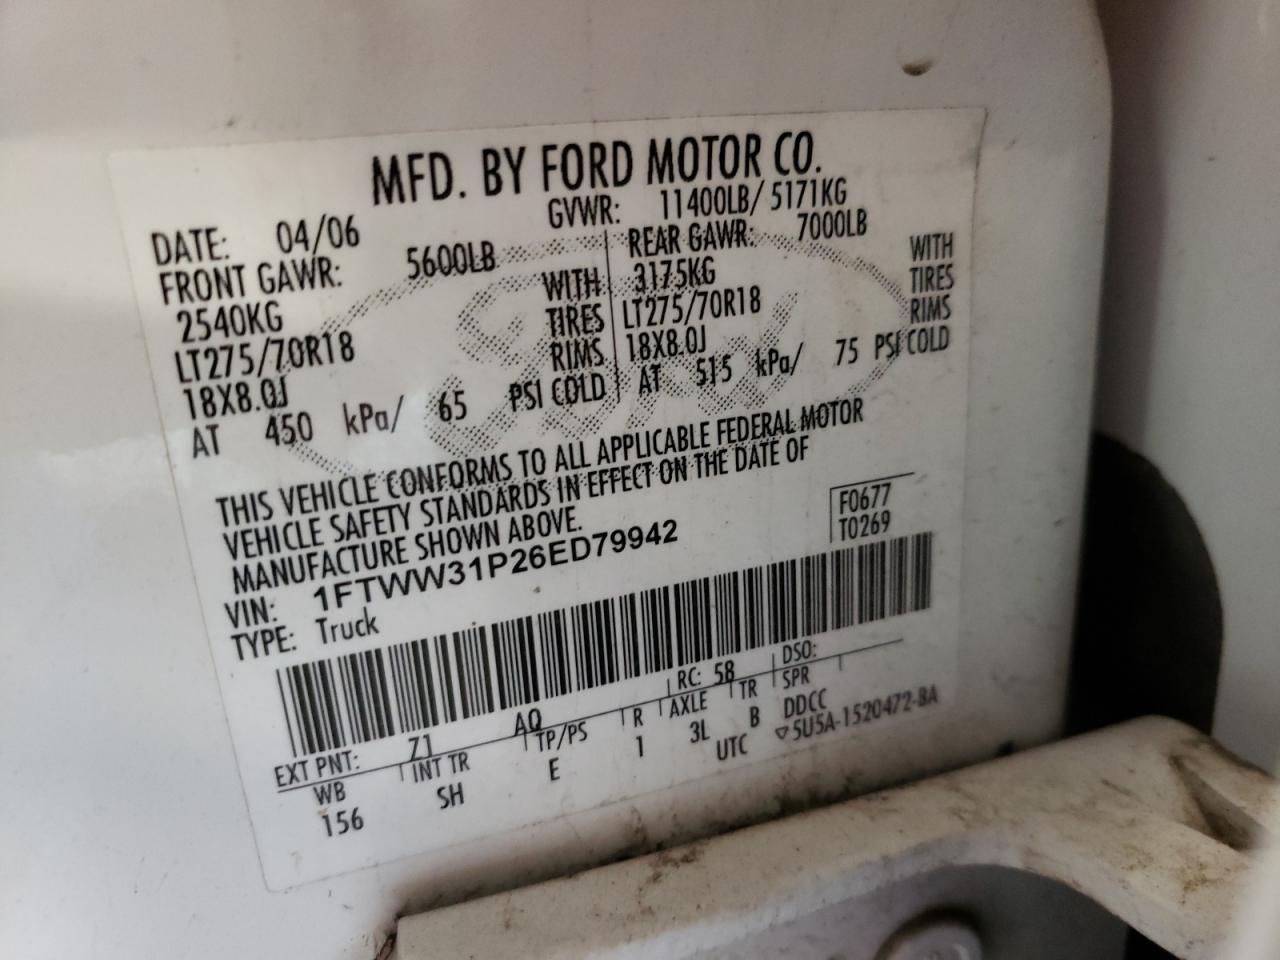 MFD. BY FORD MOTOR CO.
DATE: 04/06 GVWR: 11400LB/ 5171KG
FRONT GAWR: 5600LB REAR GAWR: 7000LB
2540KG WITH 3175KG WITH
LT275/70R18 TIRES LT275/70R18 TIRES
18X8.0J RIMS 18X8.0J RIMS
AT 450 kPa/ 65 PSI COLD AT 515 kPa/ 75 PSI COLD
THIS VEHICLE CONFORMS TO ALL APPLICABLE FEDERAL MOTOR
VEHICLE SAFETY STANDARDS IN EFFECT ON THE DATE OF
MANUFACTURE SHOWN ABOVE.
F0677
T0269
VIN: 1FTWW31P26ED79942
TYPE: Truck
EXT PNT: Z1 AQ RC: 58 DSO:
WB INT TR TP/PS R AXLE TR SPR
156 SH E 1 3L B DDCC
UTC ▽5U5A-1520472-BA